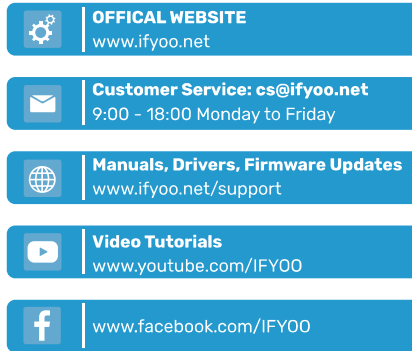 OFFICAL WEBSITE
www.ifyoo.net
Customer Service: cs@ifyoo.net
9:00 - 18:00 Monday to Friday
Manuals, Drivers, Firmware Updates
www.ifyoo.net/support
Video Tutorials
www.youtube.com/IFYOO
www.facebook.com/IFYOO